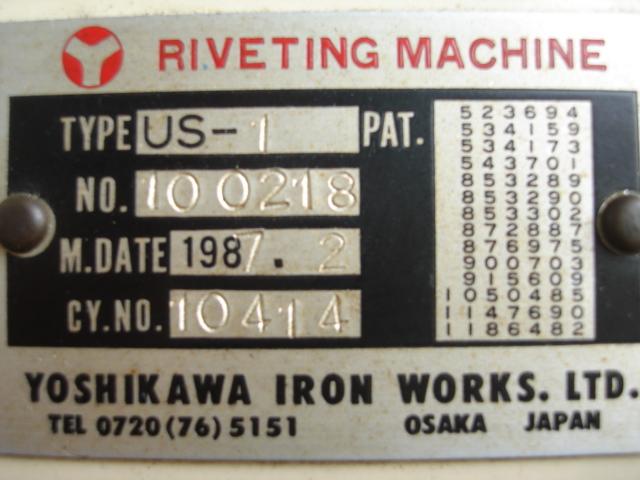 RIVETING MACHINE
TYPE US-1 PAT.
NO. 100218
M.DATE 1987.2
CY.NO. 10414
523694
534159
534173
543701
853289
853290
853302
872887
876975
900703
915609
1050485
1147690
1186482
YOSHIKAWA IRON WORKS. LTD.
TEL 0720(76)5151 OSAKA JAPAN